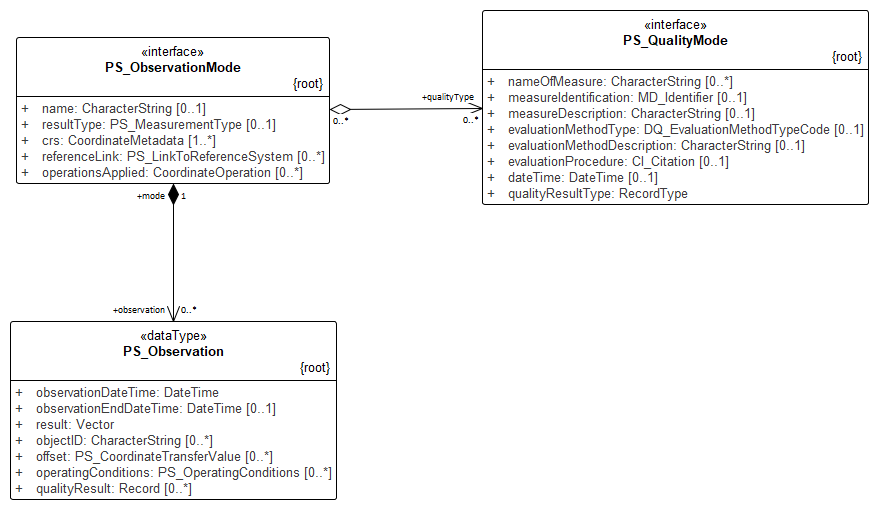 «interface»
PS_ObservationMode
{root}
+ name: CharacterString [0..1]
+ resultType: PS_MeasurementType [0..1]
+ crs: CoordinateMetadata [1..*]
+ referenceLink: PS_LinkToReferenceSystem [0..*]
+ operationsApplied: CoordinateOperation [0..*]
«interface»
PS_QualityMode
{root}
+ nameOfMeasure: CharacterString [0..*]
+ measureIdentification: MD_Identifier [0..1]
+ measureDescription: CharacterString [0..1]
+ evaluationMethodType: DQ_EvaluationMethodTypeCode [0..1]
+ evaluationMethodDescription: CharacterString [0..1]
+ evaluationProcedure: CI_Citation [0..1]
+ dateTime: DateTime [0..1]
+ qualityResultType: RecordType
+qualityType
0..*
0..*
+mode
1
+observation
0..*
«dataType»
PS_Observation
{root}
+ observationDateTime: DateTime
+ observationEndDateTime: DateTime [0..1]
+ result: Vector
+ objectID: CharacterString [0..*]
+ offset: PS_CoordinateTransferValue [0..*]
+ operatingConditions: PS_OperatingConditions [0..*]
+ qualityResult: Record [0..*]